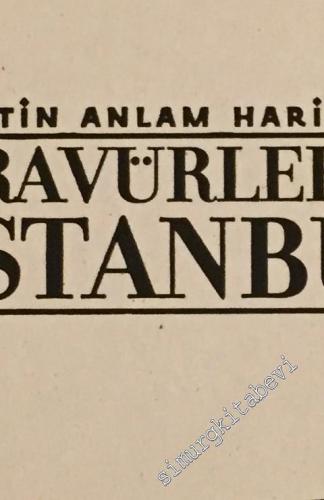 TİN ANLAM HARİ
RAVÜRLE
STANBU
simurgkitabevi